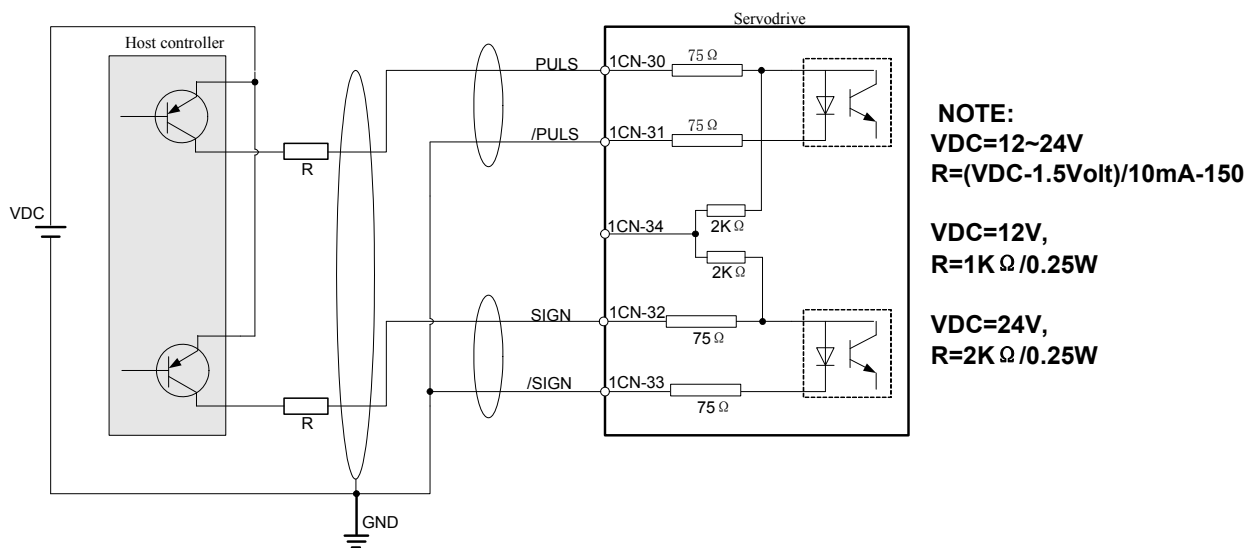 Servodrive
Host controller
PULS
1CN-30
75Ω
/PULS
1CN-31
75Ω
R
VDC
1CN-34
2KΩ
2KΩ
SIGN
1CN-32
75Ω
/SIGN
1CN-33
75Ω
R
GND
NOTE:
VDC=12~24V
R=(VDC-1.5Volt)/10mA-150
VDC=12V,
R=1KΩ/0.25W
VDC=24V,
R=2KΩ/0.25W